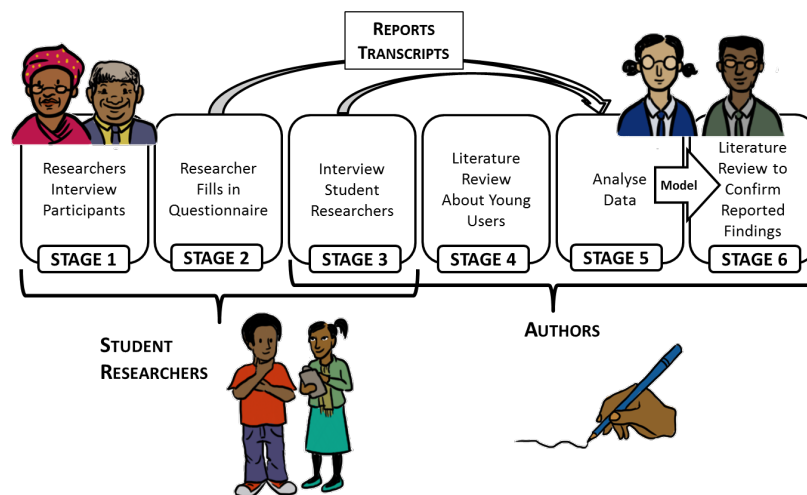 REPORTS
TRANSCRIPTS
Researchers
Interview
Participants
STAGE 1
Researcher
Fills in
Questionnaire
STAGE 2
Interview
Student
Researchers
STAGE 3
Literature
Review
About Young
Users
STAGE 4
Analyse
Data
STAGE 5
Model
Literature
Review to
Confirm
Reported
Findings
STAGE 6
STUDENT
RESEARCHERS
AUTHORS